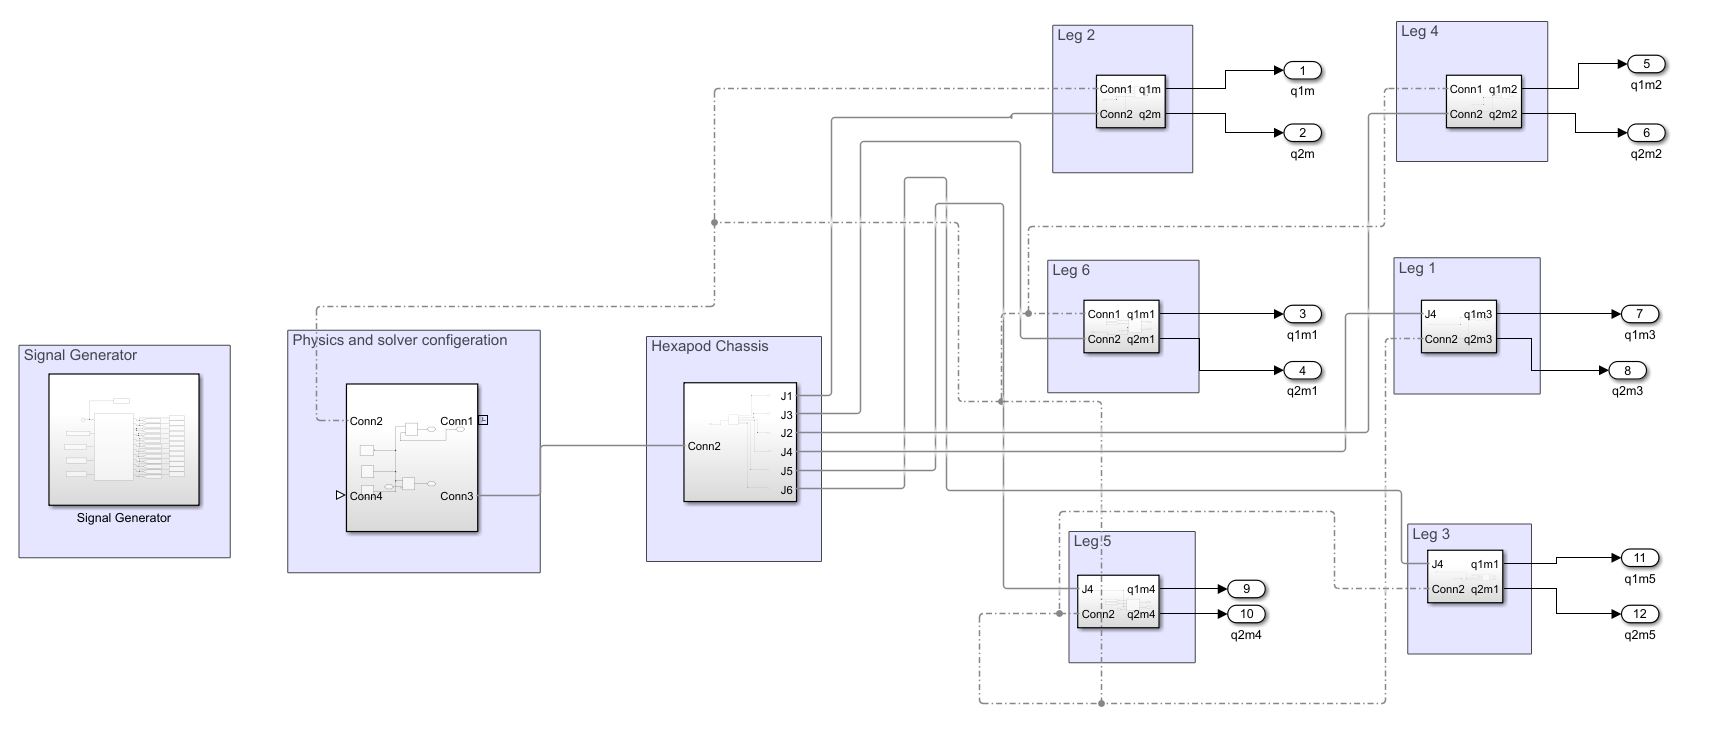 Signal Generator
Signal Generator
Physics and solver configeration
Conn2
Conn1
Conn4
Conn3
Hexapod Chassis
Conn2
J1
J3
J2
J4
J5
J6
Leg 2
Conn1 q1m
Conn2 q2m
1
q1m
2
q2m
Leg 4
Conn1 q1m2
Conn2 q2m2
5
q1m2
6
q2m2
Leg 6
Conn1 q1m1
Conn2 q2m1
3
q1m1
4
q2m1
Leg 1
J4 q1m3
Conn2 q2m3
7
q1m3
8
q2m3
Leg 5
J4 q1m4
Conn2 q2m4
9
10
q2m4
Leg 3
J4 q1m1
Conn2 q2m1
11
q1m5
12
q2m5